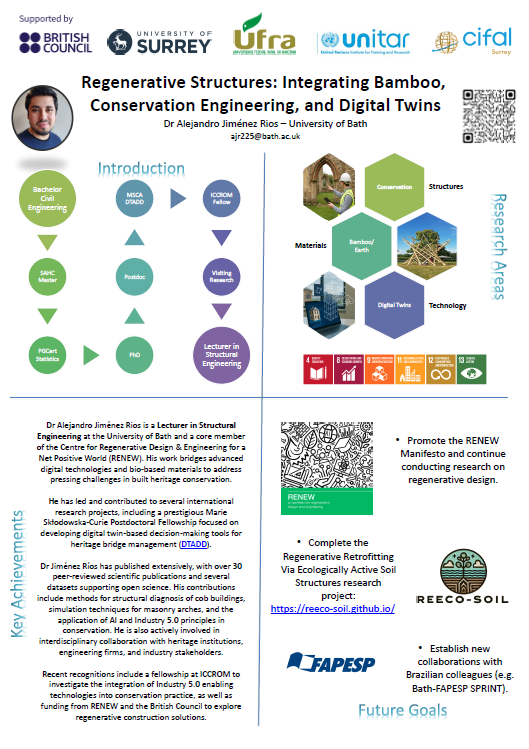 Supported by
BRITISH COUNCIL
UNIVERSITY OF SURREY
Ufra
unitar
United Nations Institute for Training and Research
cifal
Surrey
Regenerative Structures: Integrating Bamboo,
Conservation Engineering, and Digital Twins
Dr Alejandro Jiménez Rios – University of Bath
ajr225@bath.ac.uk
Introduction
Bachelor
Civil
Engineering
SAHC
Master
PGCert
Statistics
PhD
Postdoc
MSCA
DTADD
ICCROM
Fellow
Visiting
Research
Lecturer in
Structural
Engineering
Research Areas
Conservation
Structures
Materials
Bamboo/
Earth
Digital Twins
Technology
4
8
9
11
12
13
Key Achievements
Dr Alejandro Jiménez Ríos is a Lecturer in Structural
Engineering at the University of Bath and a core member
of the Centre for Regenerative Design & Engineering for a
Net Positive World (RENEW). His work bridges advanced
digital technologies and bio-based materials to address
pressing challenges in built heritage conservation.
He has led and contributed to several international
research projects, including a prestigious Marie
Skłodowska-Curie Postdoctoral Fellowship focused on
developing digital twin-based decision-making tools for
heritage bridge management (DTADD).
Dr Jiménez Ríos has published extensively, with over 30
peer-reviewed scientific publications and several
datasets supporting open science. His contributions
include methods for structural diagnosis of cob buildings,
simulation techniques for masonry arches, and the
application of AI and Industry 5.0 principles in
conservation. He is also actively involved in
interdisciplinary collaboration with heritage institutions,
engineering firms, and industry stakeholders.
Recent recognitions include a fellowship at ICCROM to
investigate the integration of Industry 5.0 enabling
technologies into conservation practice, as well as
funding from RENEW and the British Council to explore
regenerative construction solutions.
RENEW
• Promote the RENEW
Manifesto and continue
conducting research on
regenerative design.
• Complete the
Regenerative Retrofitting
Via Ecologically Active Soil
Structures research
project:
https://reeco-soil.github.io/
REECO-SOIL
FAPESP
• Establish new
collaborations with
Brazilian colleagues (e.g.
Bath-FAPESP SPRINT).
Future Goals